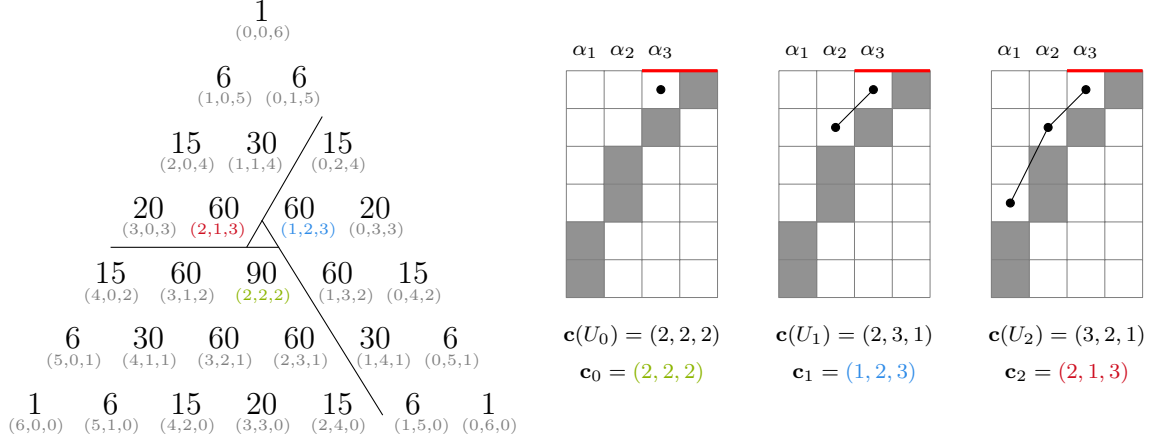 1
(0,0,6)
6 6
(1,0,5) (0,1,5)
15 30 15
(2,0,4) (1,1,4) (0,2,4)
20 60 60 20
(3,0,3) (2,1,3) (1,2,3) (0,3,3)
15 60 90 60 15
(4,0,2) (3,1,2) (2,2,2) (1,3,2) (0,4,2)
6 30 60 60 30 6
(5,0,1) (4,1,1) (3,2,1) (2,3,1) (1,4,1) (0,5,1)
1 6 15 20 15 6 1
(6,0,0) (5,1,0) (4,2,0) (3,3,0) (2,4,0) (1,5,0) (0,6,0)
α₁ α₂ α₃
c(U₀) = (2, 2, 2)
c₀ = (2, 2, 2)
α₁ α₂ α₃
c(U₁) = (2, 3, 1)
c₁ = (1, 2, 3)
α₁ α₂ α₃
c(U₂) = (3, 2, 1)
c₂ = (2, 1, 3)